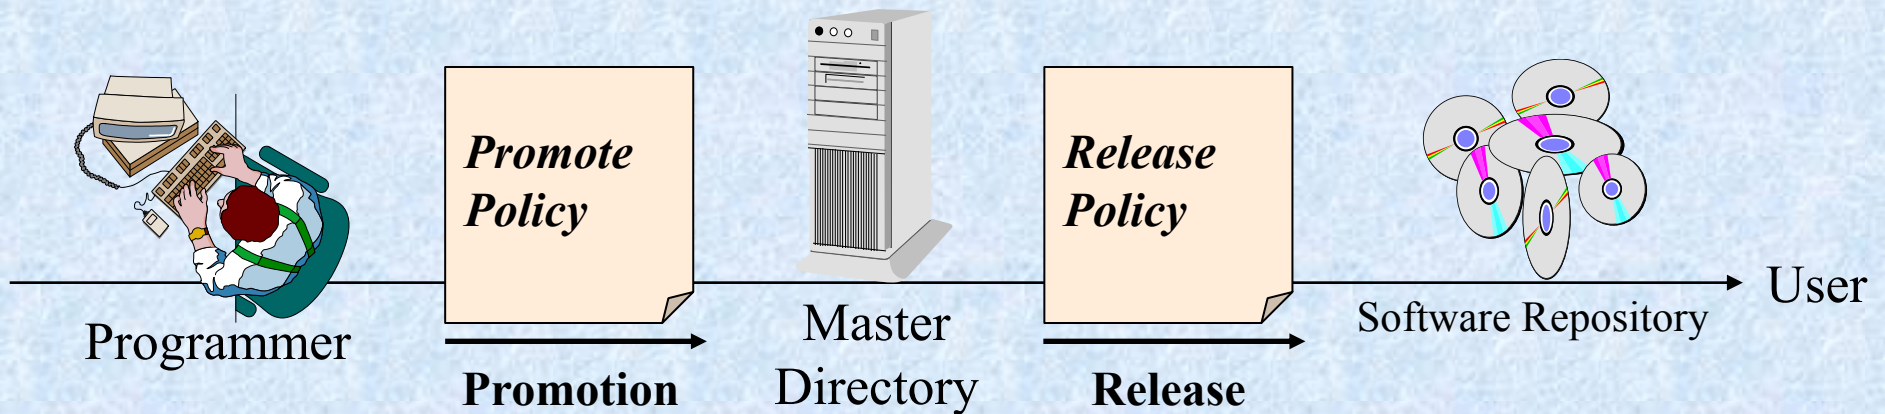 Programmer
Promote
Policy
Promotion
Master
Directory
Release
Policy
Release
Software Repository
User